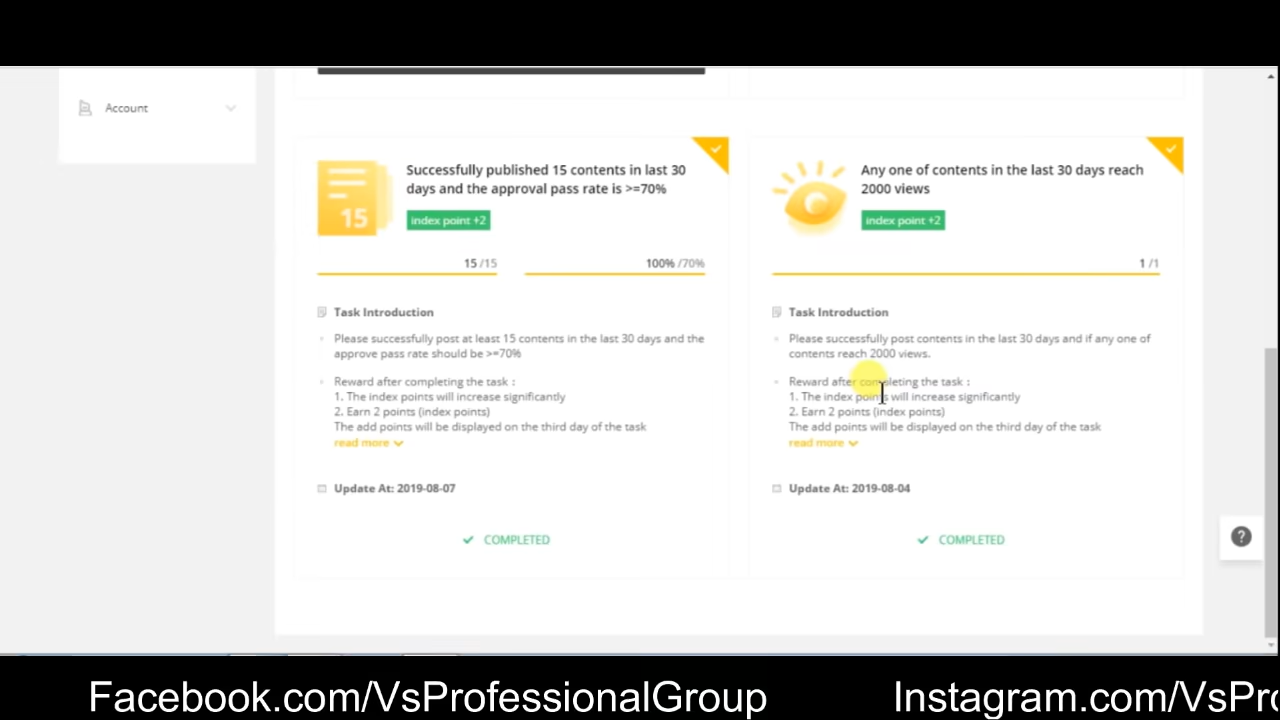 Account
Successfully published 15 contents in last 30
days and the approval pass rate is >=70%
index point +2
15
15 /15
100% /70%
Task Introduction
Please successfully post at least 15 contents in the last 30 days and the
approve pass rate should be >=70%
Reward after completing the task :
1. The index points will increase significantly
2. Earn 2 points (index points)
The add points will be displayed on the third day of the task
read more
Update At: 2019-08-07
COMPLETED
Any one of contents in the last 30 days reach
2000 views
index point +2
1 /1
Task Introduction
Please successfully post contents in the last 30 days and if any one of
contents reach 2000 views.
Reward after completing the task :
1. The index points will increase significantly
2. Earn 2 points (index points)
The add points will be displayed on the third day of the task
read more
Update At: 2019-08-04
COMPLETED
?
Facebook.com/VsProfessionalGroup
Instagram.com/VsPro